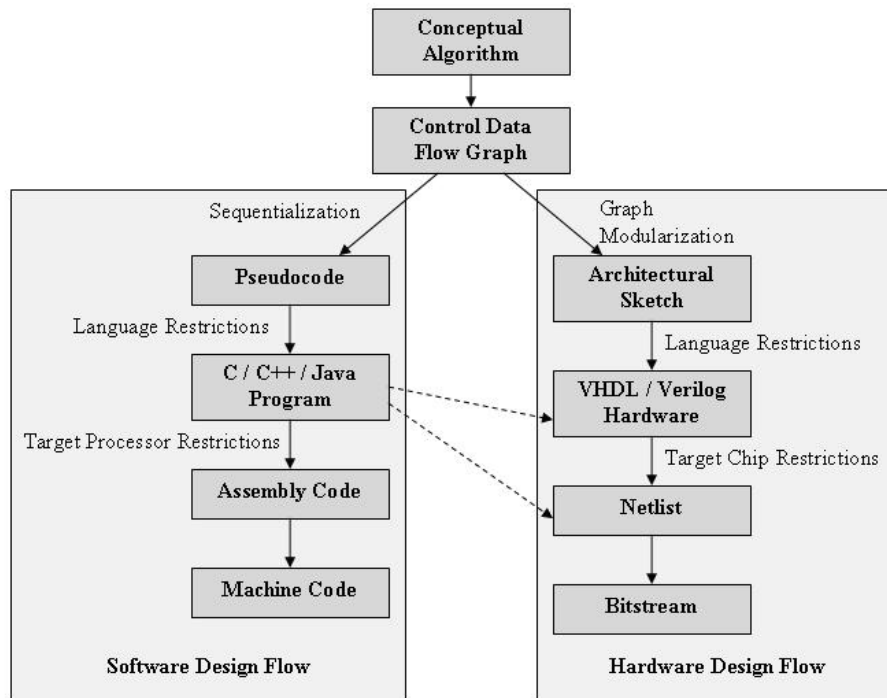 Conceptual
Algorithm
Control Data
Flow Graph
Sequentialization
Pseudocode
Language Restrictions
C / C++ / Java
Program
Target Processor Restrictions
Assembly Code
Machine Code
Software Design Flow
Graph
Modularization
Architectural
Sketch
Language Restrictions
VHDL / Verilog
Hardware
Target Chip Restrictions
Netlist
Bitstream
Hardware Design Flow